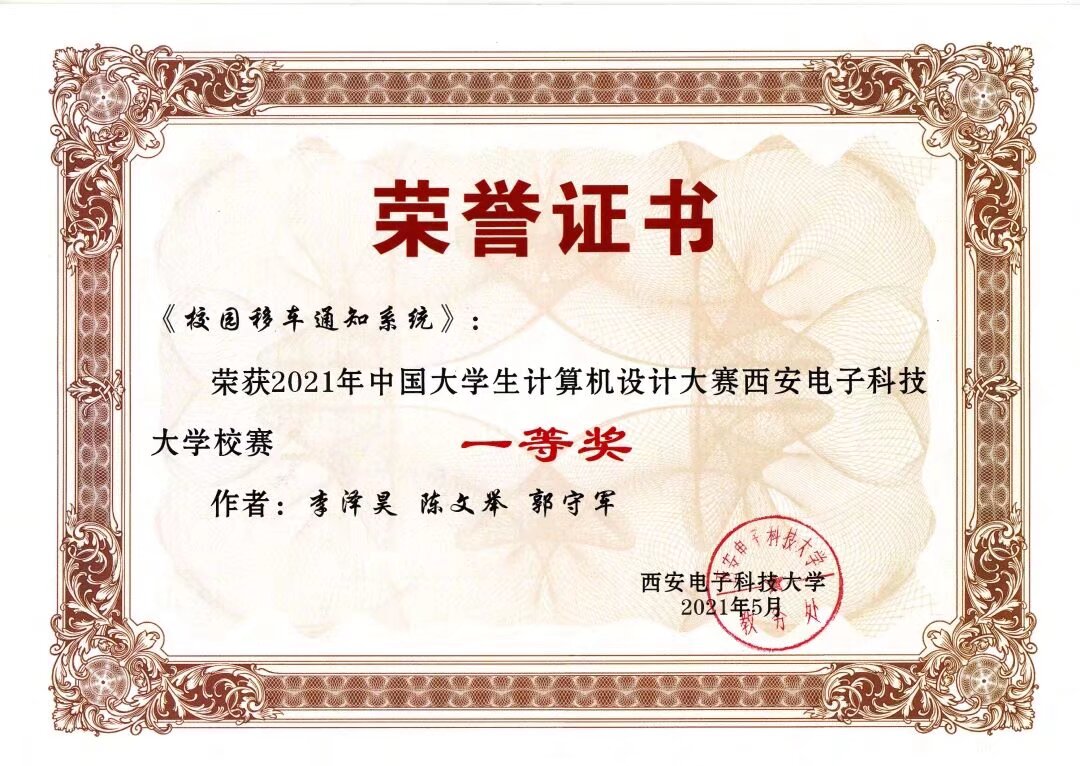 荣誉证书
《校园移车通知系统》:
荣获2021年中国大学生计算机设计大赛西安电子科技
大学校赛 一等奖
作者: 李泽昊 陈文举 郭守军
西安电子科技大学
2021年5月
西安电子科技大学
教务处